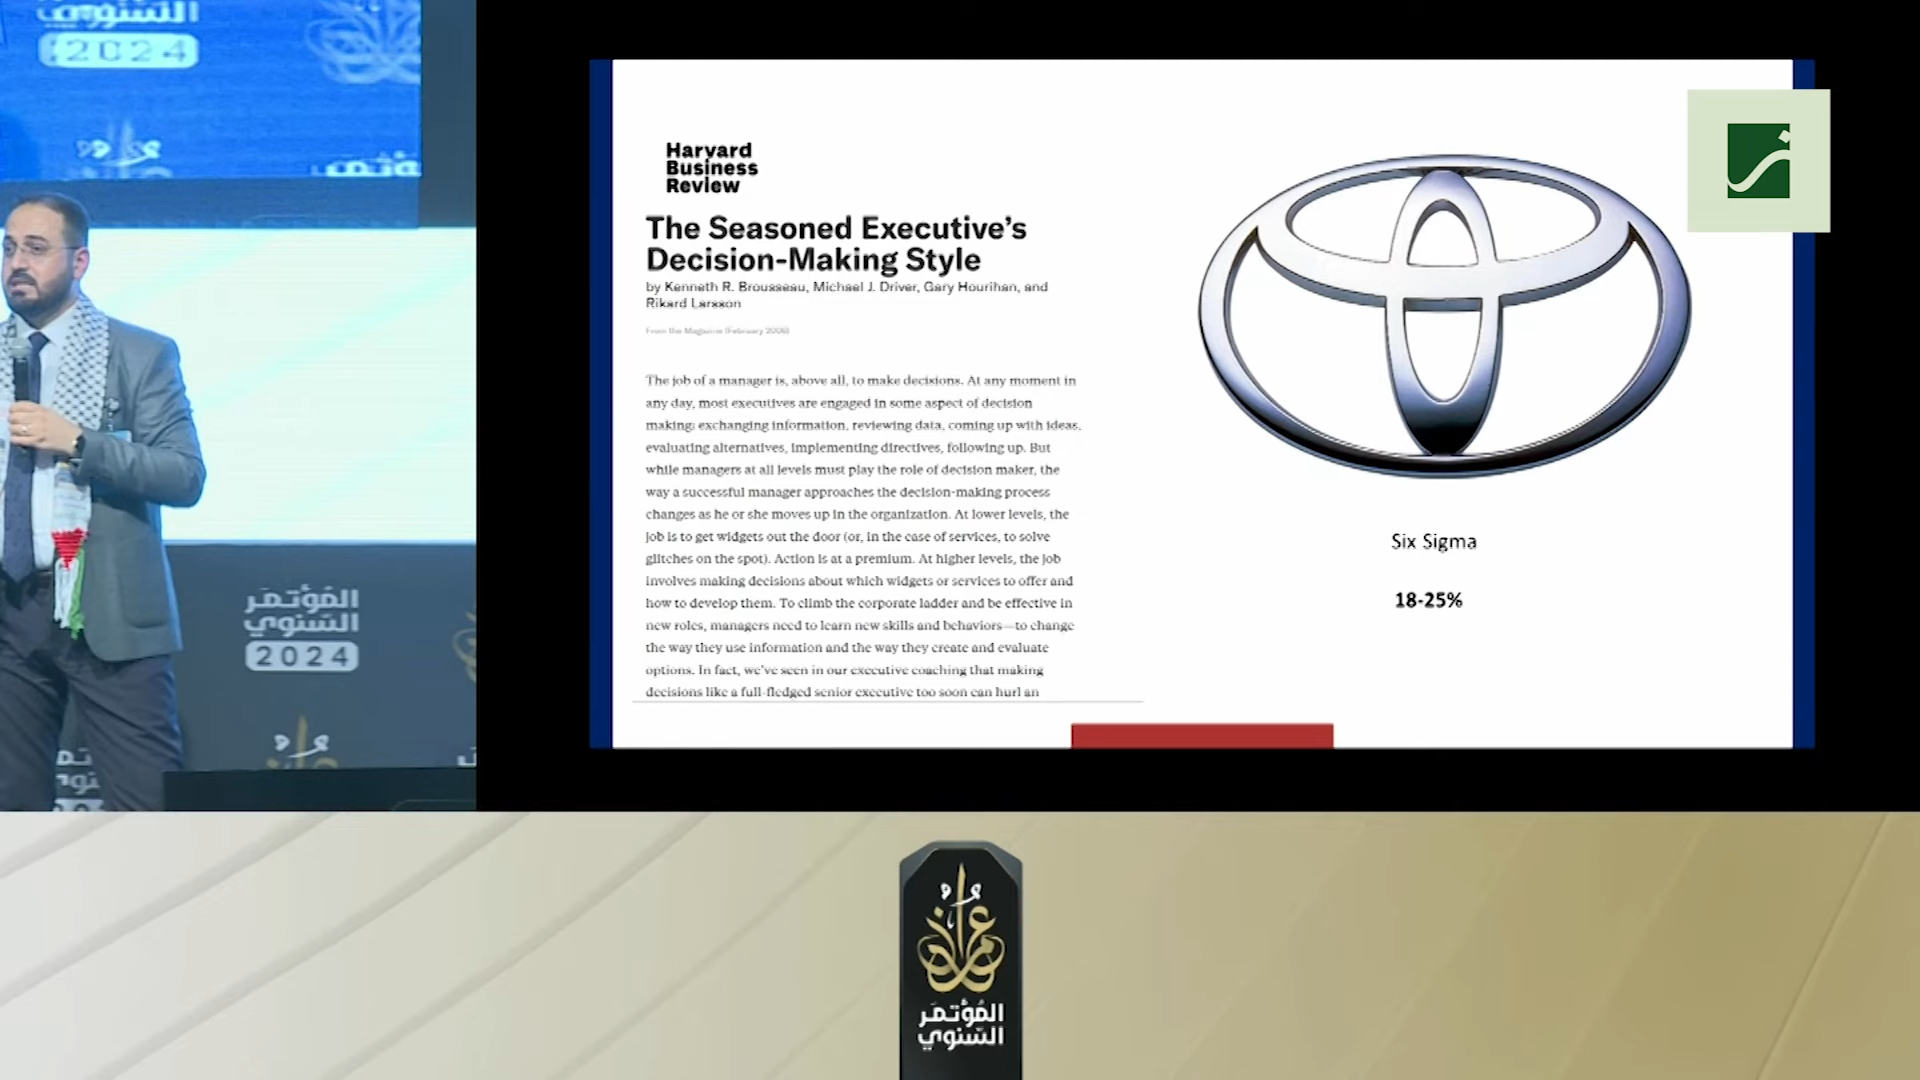 السنوي
2024
المؤتمر
السنوي
2024
Harvard
Business
Review
The Seasoned Executive's
Decision-Making Style
by Kenneth R. Brousseau, Michael J. Driver, Gary Hourihan, and
Rikard Larsson
From the Magazine (February 2006)
The job of a manager is, above all, to make decisions. At any moment in
any day, most executives are engaged in some aspect of decision
making: exchanging information, reviewing data, coming up with ideas,
evaluating alternatives, implementing directives, following up. But
while managers at all levels must play the role of decision maker, the
way a successful manager approaches the decision-making process
changes as he or she moves up in the organization. At lower levels, the
job is to get widgets out the door (or, in the case of services, to solve
glitches on the spot). Action is at a premium. At higher levels, the job
involves making decisions about which widgets or services to offer and
how to develop them. To climb the corporate ladder and be effective in
new roles, managers need to learn new skills and behaviors—to change
the way they use information and the way they create and evaluate
options. In fact, we've seen in our executive coaching that making
decisions like a full-fledged senior executive too soon can hurl an
Six Sigma
18-25%
المؤتمر
السنوي